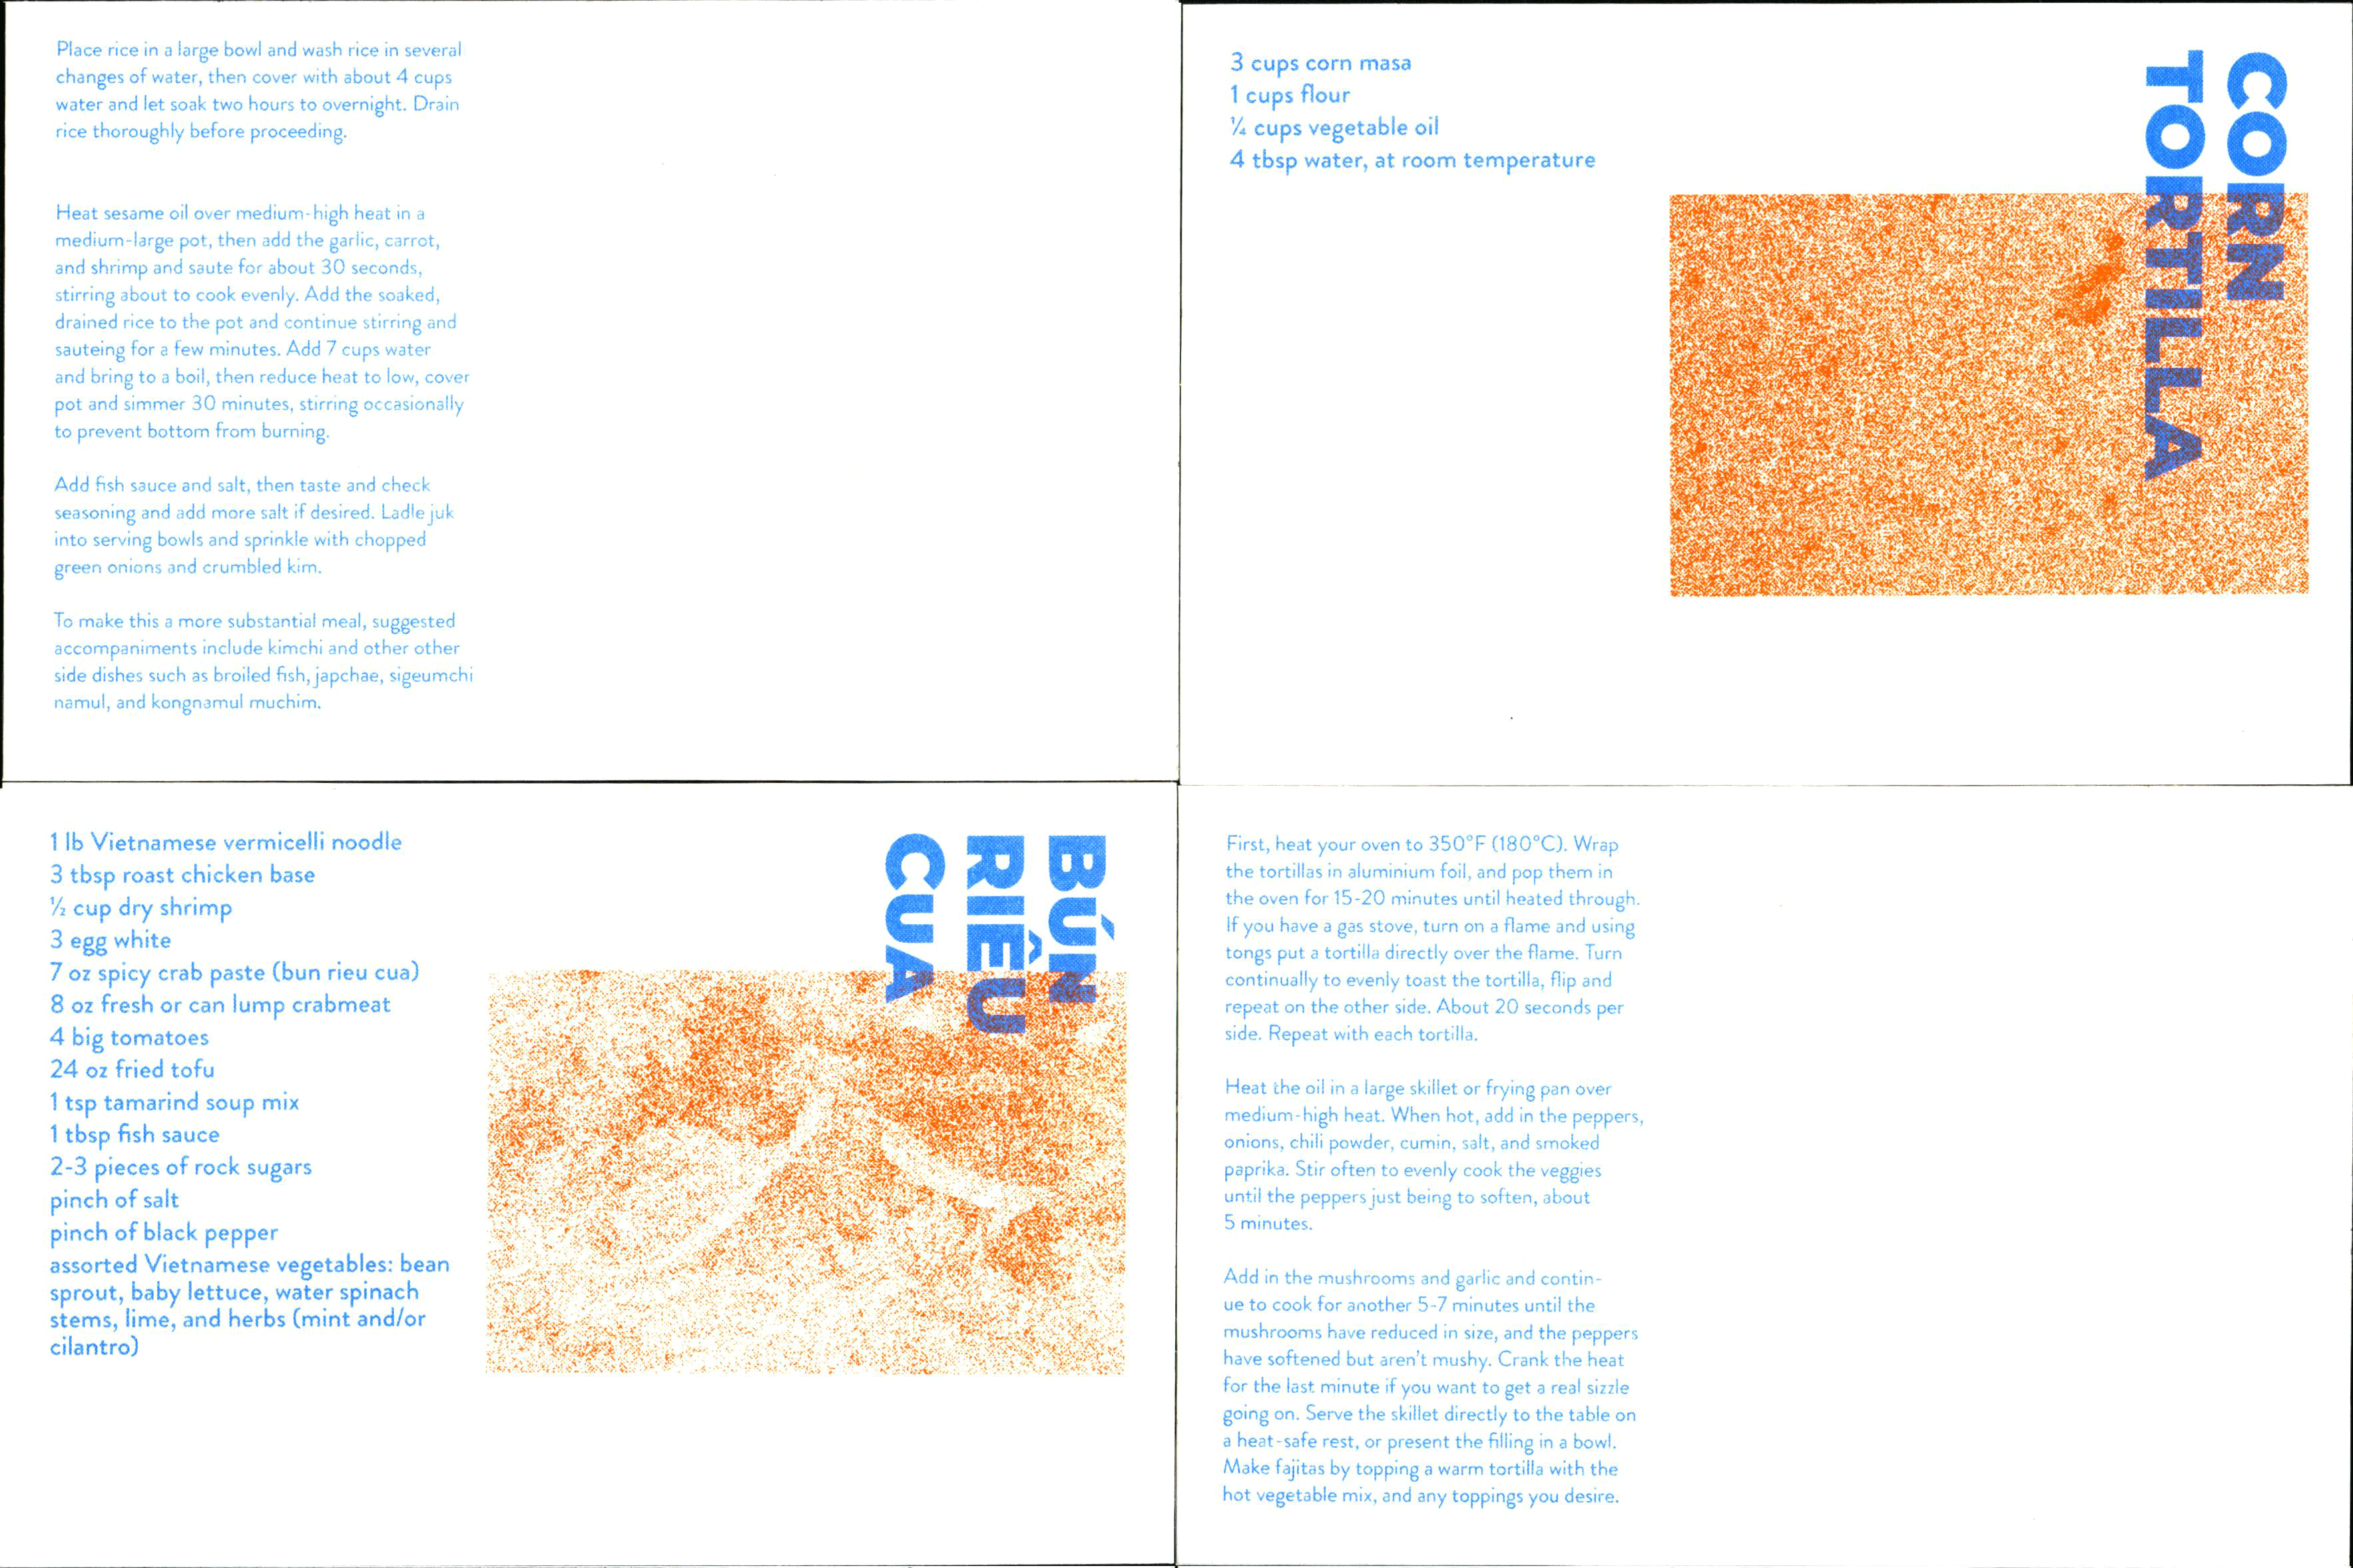 Place rice in a large bowl and wash rice in several
changes of water, then cover with about 4 cups
water and let soak two hours to overnight. Drain
rice thoroughly before proceeding.
Heat sesame oil over medium-high heat in a
medium-large pot, then add the garlic, carrot,
and shrimp and saute for about 30 seconds,
stirring about to cook evenly. Add the soaked,
drained rice to the pot and continue stirring and
sauteing for a few minutes. Add 7 cups water
and bring to a boil, then reduce heat to low, cover
pot and simmer 30 minutes, stirring occasionally
to prevent bottom from burning.
Add fish sauce and salt, then taste and check
seasoning and add more salt if desired. Ladle juk
into serving bowls and sprinkle with chopped
green onions and crumbled kim.
To make this a more substantial meal, suggested
accompaniments include kimchi and other other
side dishes such as broiled fish, japchae, sigeumchi
namul, and kongnamul muchim.
3 cups corn masa
1 cups flour
¼ cups vegetable oil
4 tbsp water, at room temperature
CORN
TORTILLA
1 lb Vietnamese vermicelli noodle
3 tbsp roast chicken base
½ cup dry shrimp
3 egg white
7 oz spicy crab paste (bun rieu cua)
8 oz fresh or can lump crabmeat
4 big tomatoes
24 oz fried tofu
1 tsp tamarind soup mix
1 tbsp fish sauce
2-3 pieces of rock sugars
pinch of salt
pinch of black pepper
assorted Vietnamese vegetables: bean
sprout, baby lettuce, water spinach
stems, lime, and herbs (mint and/or
cilantro)
BÚN
RIÊU
CUA
First, heat your oven to 350°F (180°C). Wrap
the tortillas in aluminium foil, and pop them in
the oven for 15-20 minutes until heated through.
If you have a gas stove, turn on a flame and using
tongs put a tortilla directly over the flame. Turn
continually to evenly toast the tortilla, flip and
repeat on the other side. About 20 seconds per
side. Repeat with each tortilla.
Heat the oil in a large skillet or frying pan over
medium-high heat. When hot, add in the peppers,
onions, chili powder, cumin, salt, and smoked
paprika. Stir often to evenly cook the veggies
until the peppers just being to soften, about
5 minutes.
Add in the mushrooms and garlic and contin-
ue to cook for another 5-7 minutes until the
mushrooms have reduced in size, and the peppers
have softened but aren't mushy. Crank the heat
for the last minute if you want to get a real sizzle
going on. Serve the skillet directly to the table on
a heat-safe rest, or present the filling in a bowl.
Make fajitas by topping a warm tortilla with the
hot vegetable mix, and any toppings you desire.